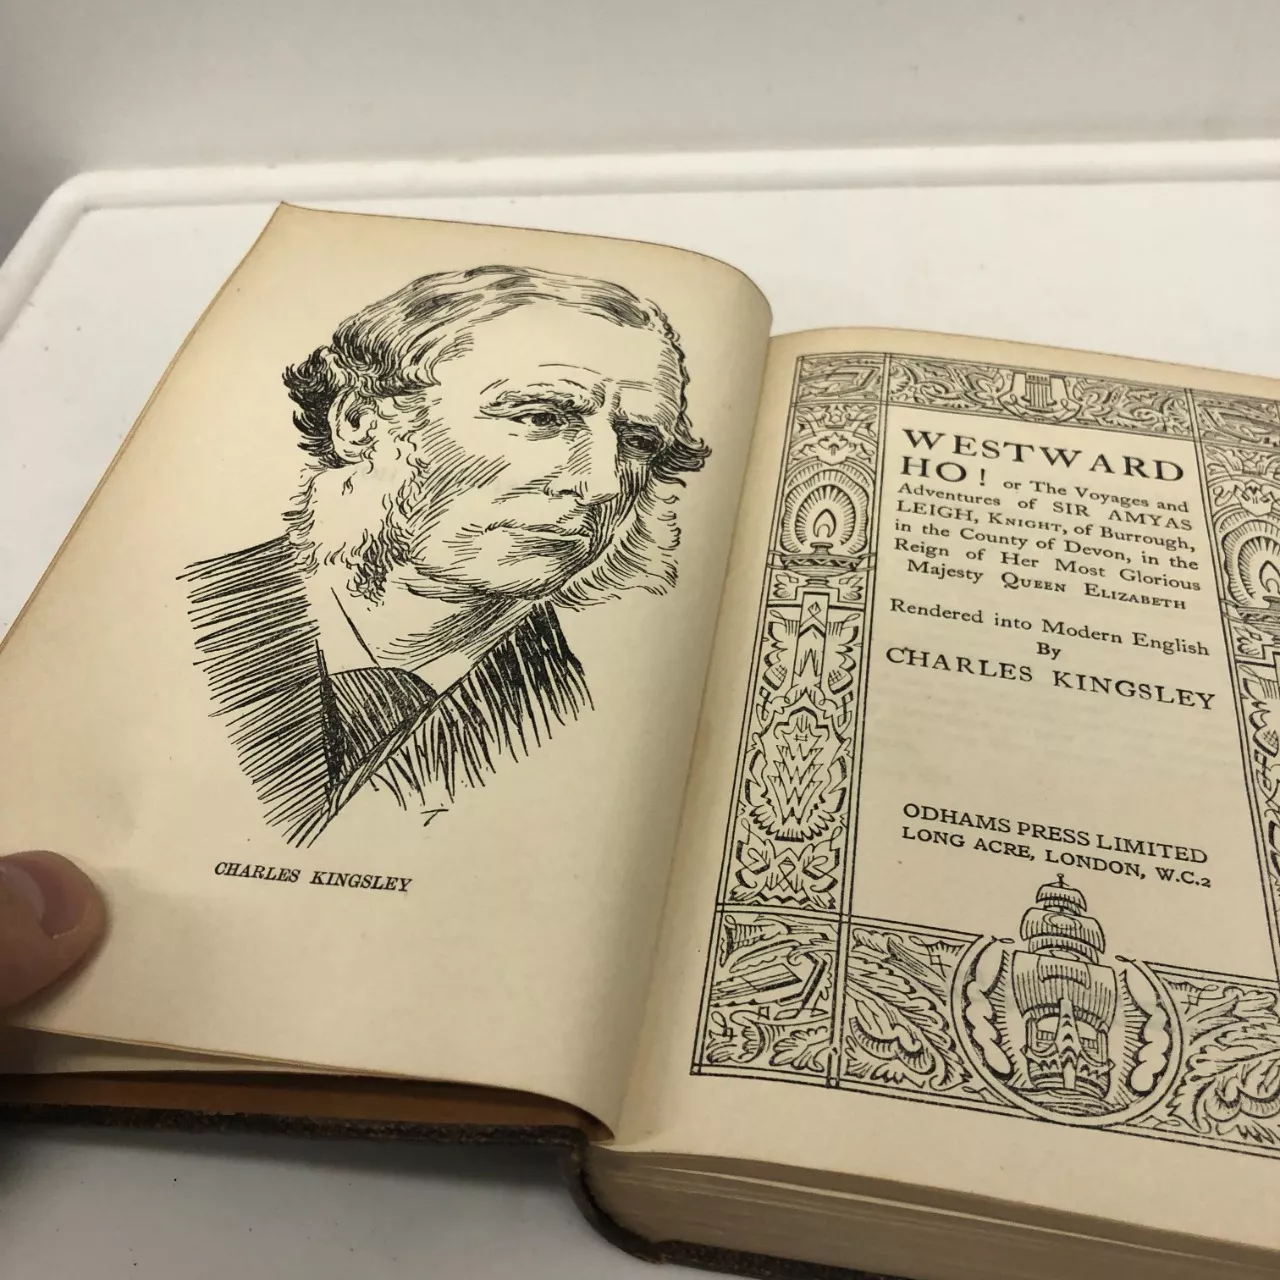 CHARLES KINGSLEY
WESTWARD
HO! or The Voyages and
Adventures of SIR AMYAS
LEIGH, KNIGHT, of Burrough,
in the County of Devon, in the
Reign of Her Most Glorious
Majesty QUEEN ELIZABETH
Rendered into Modern English
By
CHARLES KINGSLEY
ODHAMS PRESS LIMITED
LONG ACRE, LONDON, W.C.2